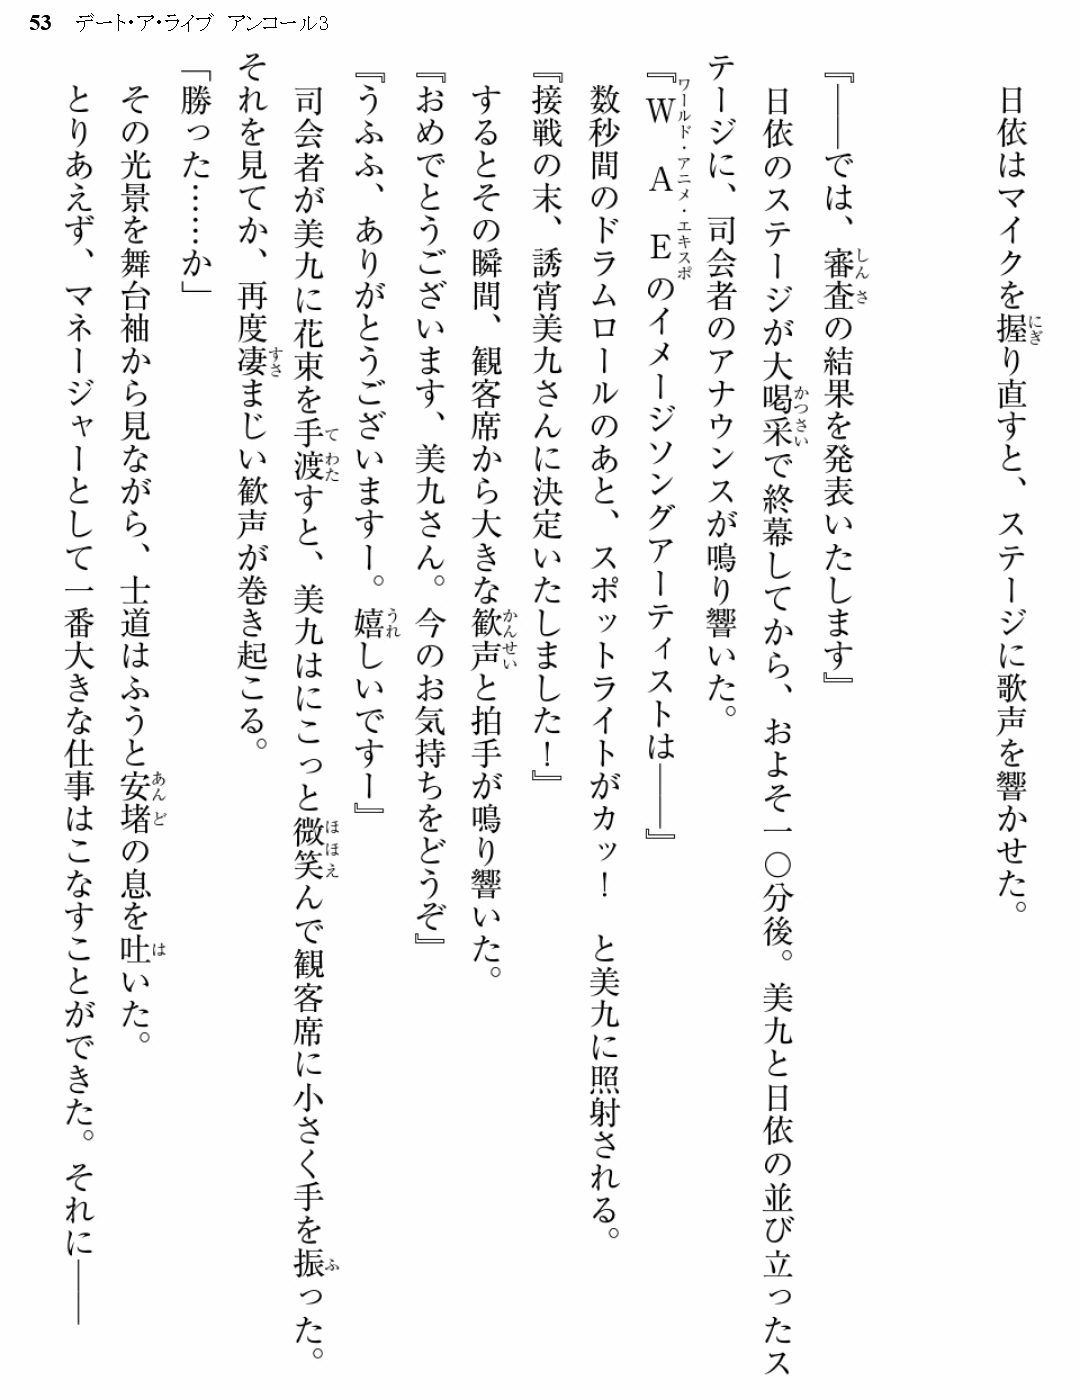 53 デート・ア・ライブ アンコール3
日依はマイクを握り直すと、ステージに歌声を響かせた。
『――では、審査の結果を発表いたします』
日依のステージが大喝采で終幕してから、およそ一〇分後。美九と日依の並び立ったス
テージに、司会者のアナウンスが鳴り響いた。
『WAEのイメージソングアーティストは――』
数秒間のドラムロールのあと、スポットライトがカッ！　と美九に照射される。
『接戦の末、誘宵美九さんに決定いたしました！』
するとその瞬間、観客席から大きな歓声と拍手が鳴り響いた。
『おめでとうございます、美九さん。今のお気持ちをどうぞ』
『うふふ、ありがとうございますー。嬉しいですー』
司会者が美九に花束を手渡すと、美九はにこっと微笑んで観客席に小さく手を振った。
それを見てか、再度凄まじい歓声が巻き起こる。
「勝った……か」
その光景を舞台袖から見ながら、士道はふうと安堵の息を吐いた。
とりあえず、マネージャーとして一番大きな仕事はこなすことができた。それに――